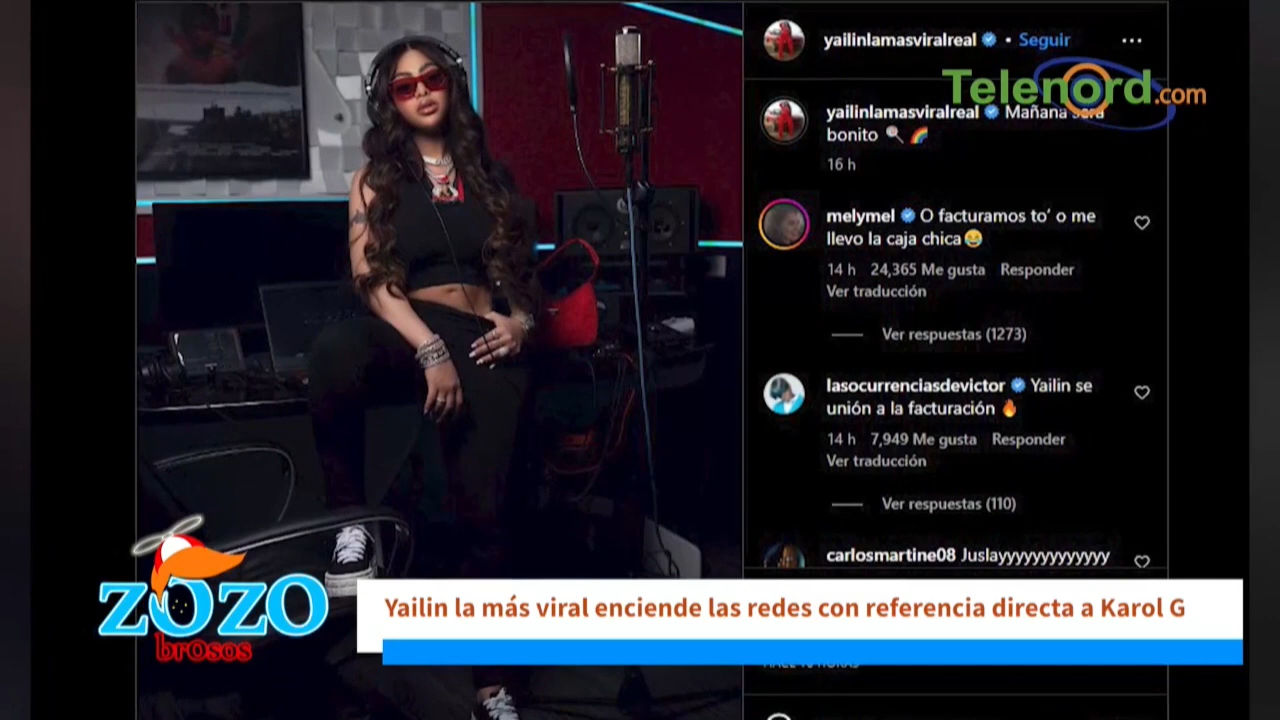 yailinlamasviralreal • Seguir ...
Telenord.com
yailinlamasviralreal Mañana será
bonito 🍭 🌈
16 h
melymel O facturamos to’ o me
llevo la caja chica😂
14 h 24,365 Me gusta Responder
Ver traducción
Ver respuestas (1273)
lasocurrenciasdevictor Yailin se
unión a la facturación 🔥
14 h 7,949 Me gusta Responder
Ver traducción
Ver respuestas (110)
carlosmartine08 Juslayyyyyyyyyyyyy
ZOZO
brOsos
Yailin la más viral enciende las redes con referencia directa a Karol G